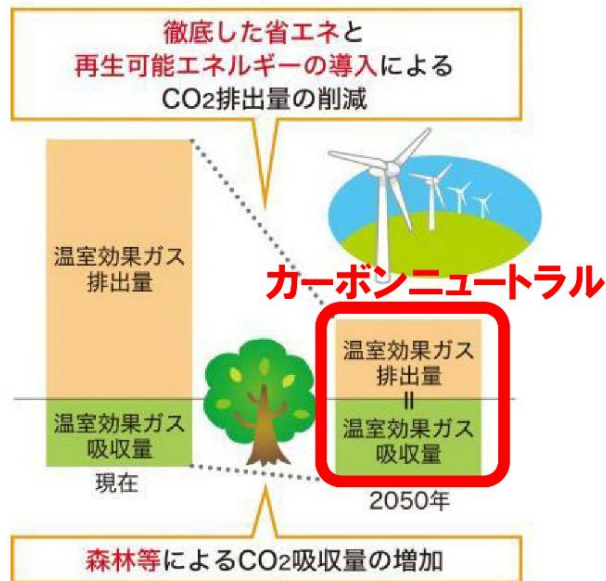 徹底した省エネと
再生可能エネルギーの導入による
CO2排出量の削減
温室効果ガス
排出量
カーボンニュートラル
温室効果ガス
排出量
=
温室効果ガス
吸収量
温室効果ガス
吸収量
現在
2050年
森林等によるCO2吸収量の増加